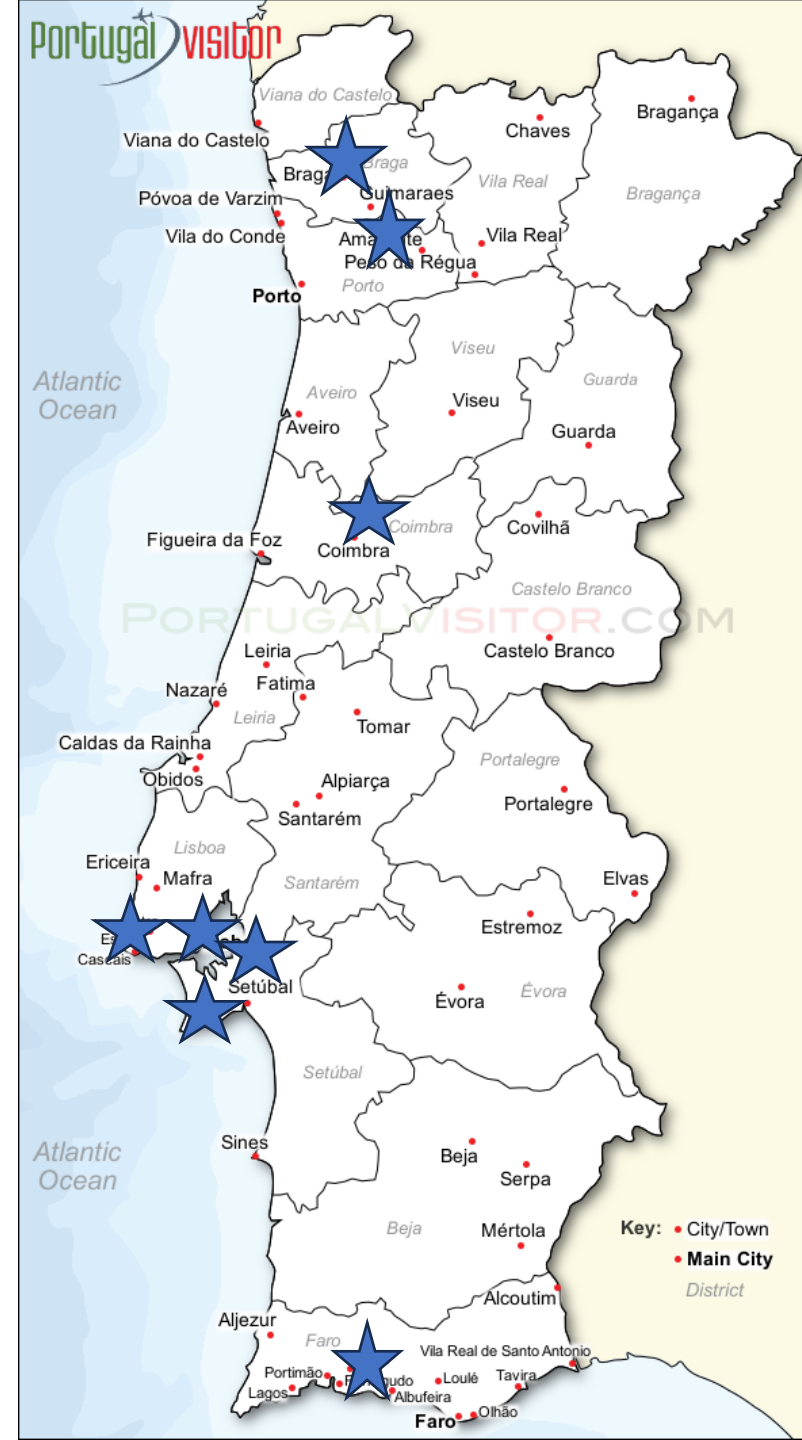 Portugal visitor
Viana do Castelo
Bragança
Chaves
Viana do Castelo
Braga
Braga
Vila Real
Bragança
Póvoa de Varzim
Guimaraes
Vila do Conde
Vila Real
Peso da Régua
Porto
Porto
Viseu
Atlantic
Ocean
Guarda
Aveiro
Viseu
Aveiro
Guarda
Coimbra
Covilhã
Figueira da Foz
Coimbra
Castelo Branco
PORTUGALVISITOR.COM
Leiria
Castelo Branco
Fatima
Nazaré
Leiria
Tomar
Caldas da Rainha
Portalegre
Obidos
Alpiarça
Portalegre
Santarém
Lisboa
Ericeira
Mafra
Santarém
Elvas
Estremoz
Cascais
Setúbal
Évora
Évora
Setúbal
Sines
Atlantic
Ocean
Beja
Serpa
Beja
Mértola
Key:
City/Town
Main City
District
Alcoutim
Aljezur
Faro
Vila Real de Santo Antonio
Portimão
Loulé
Tavira
Lagos
Albufeira
Faro
Olhão